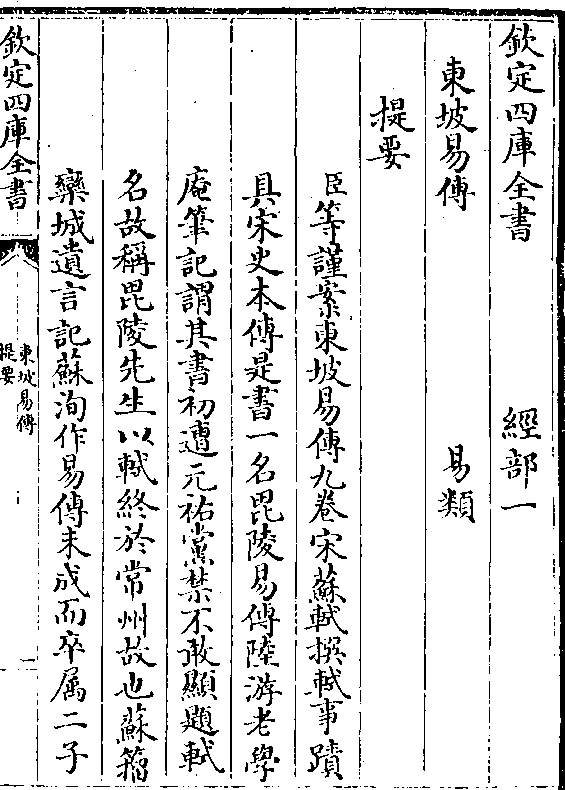 欽定四庫全書　經部一
東坡易傳　易類
提要
臣等謹案東坡易傳九卷宋蘇軾撰軾事蹟
具宋史本傳是書一名毘陵易傳陸游老學
庵筆記謂其書初遭元祐黨禁不敢顯題軾
名故稱毘陵先生以軾終於常州故也蘇籀
欒城遺言記蘇洵作易傳未成而卒属二子
欽定四庫全書
東坡易傳
提要
一